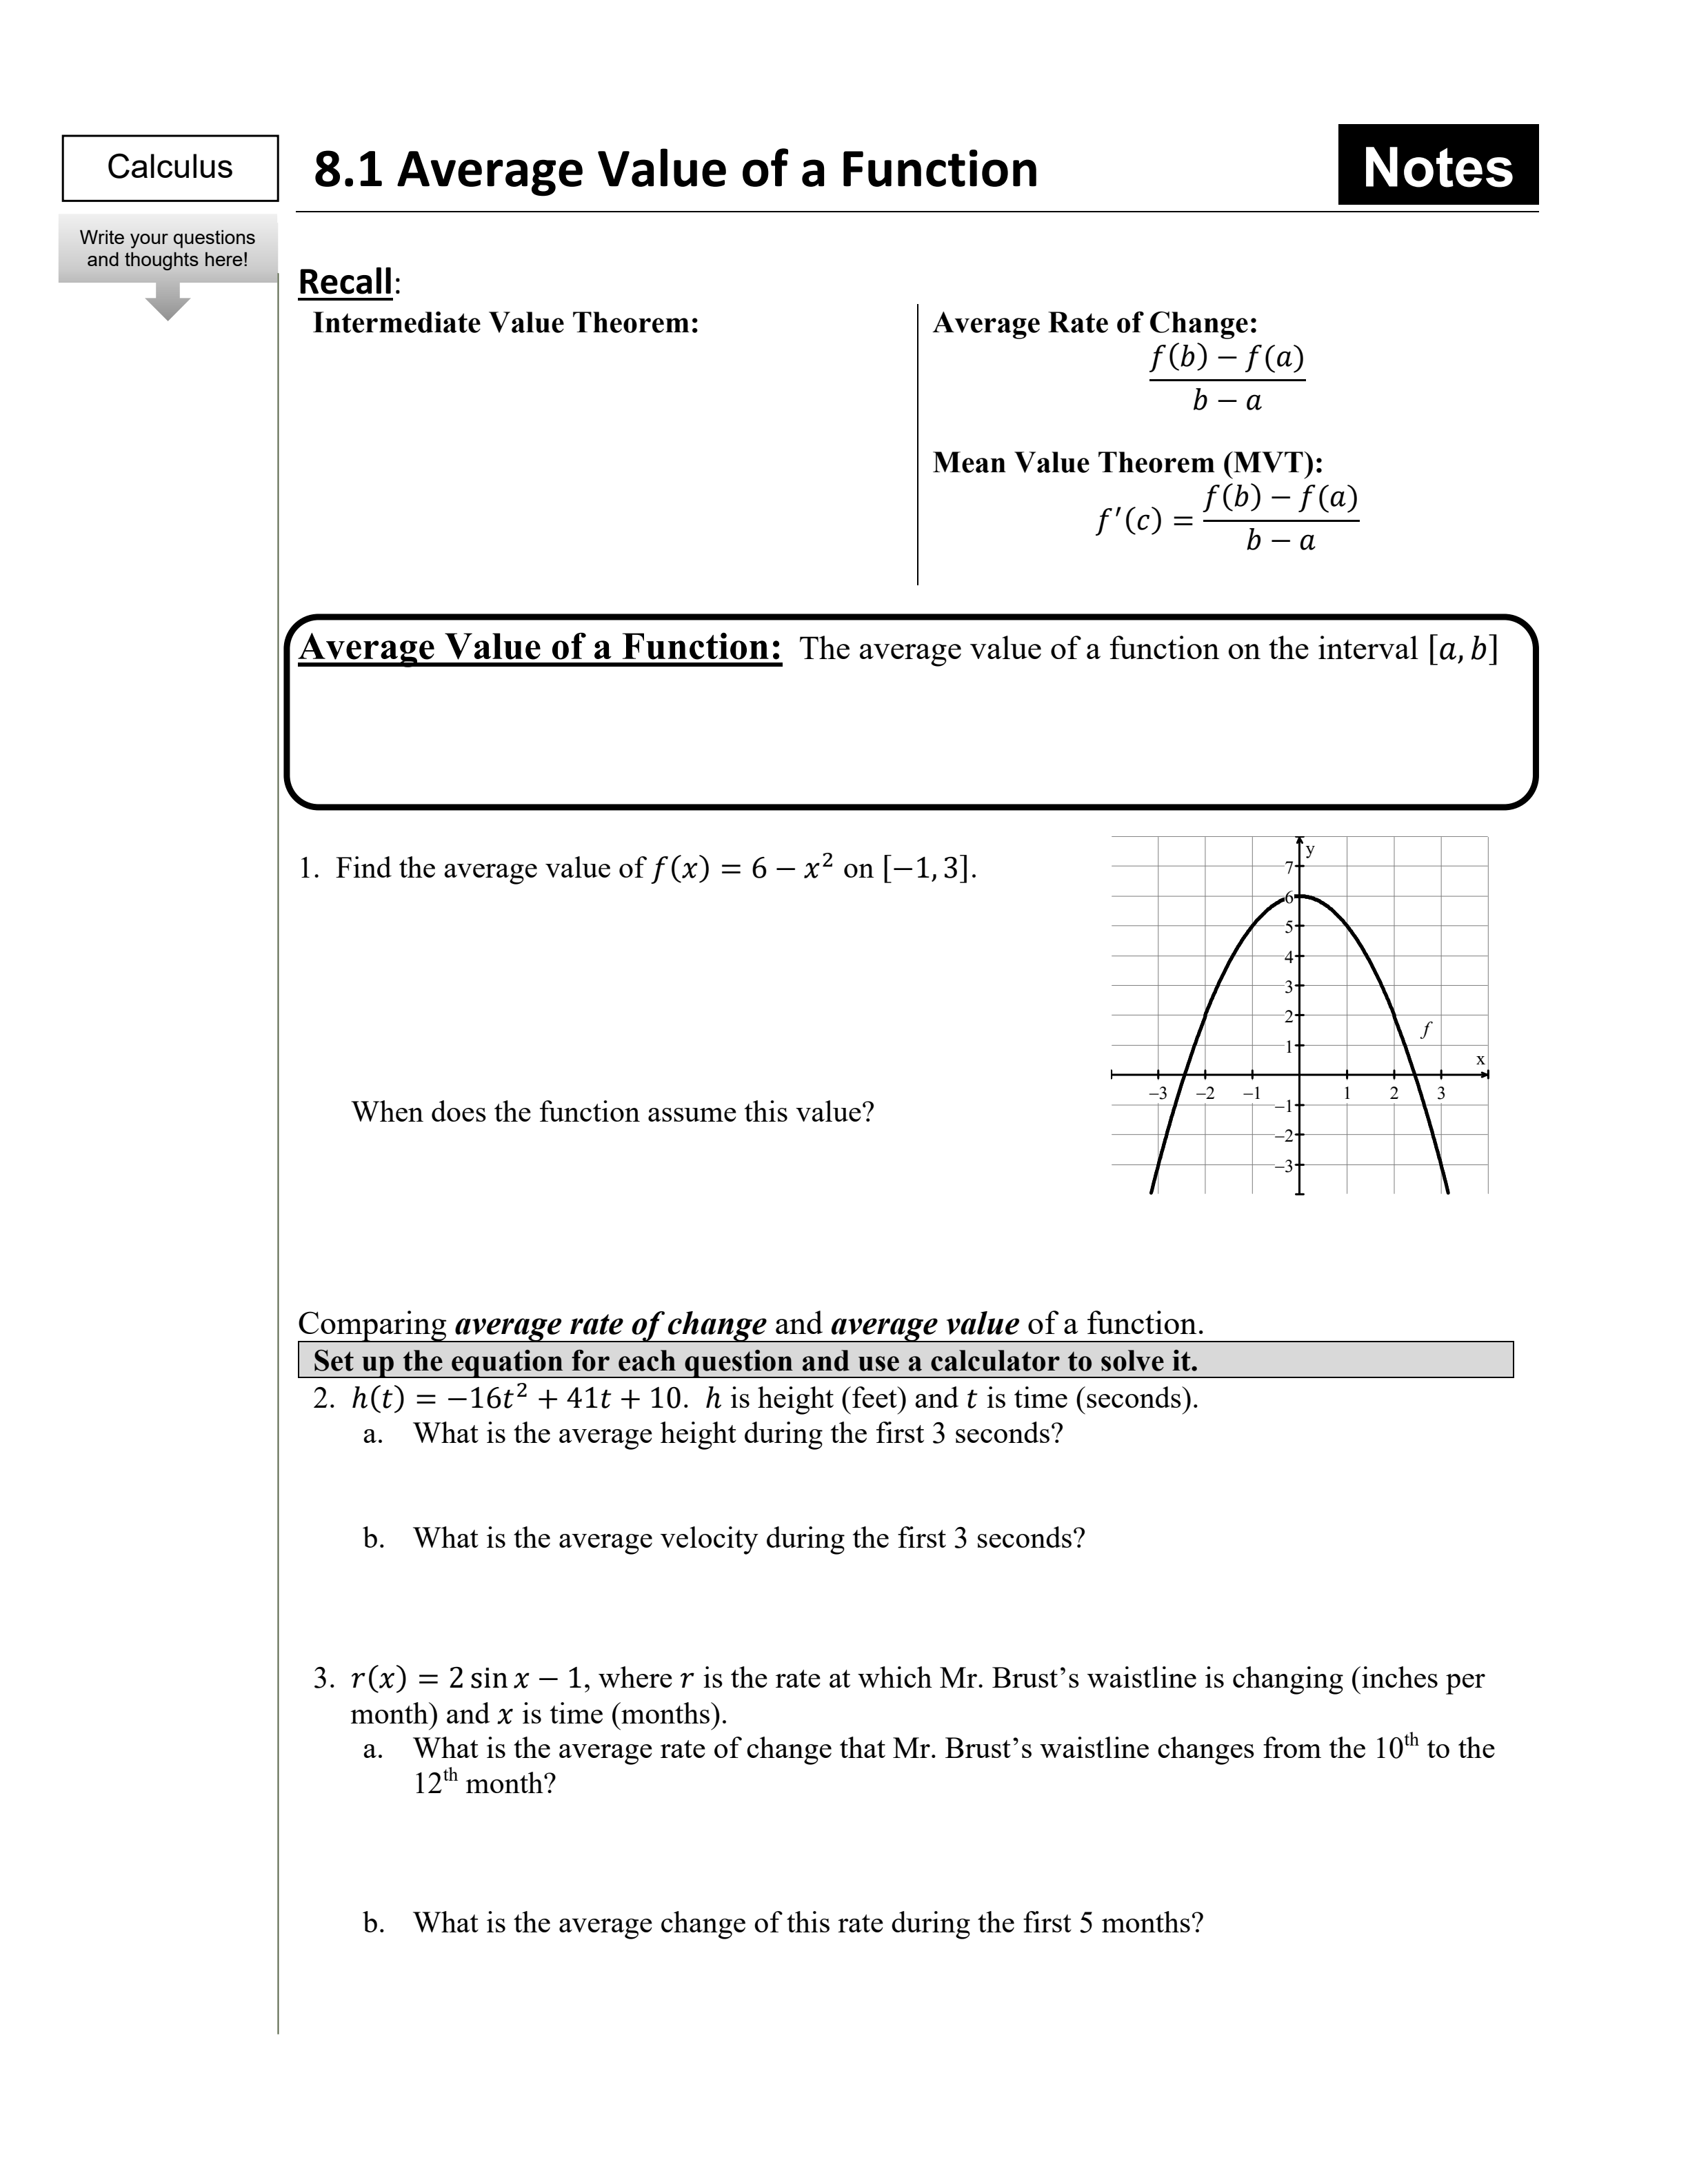 Calculus
8.1 Average Value of a Function
Notes
Write your questions
and thoughts here!
Recall:
Intermediate Value Theorem:
Average Rate of Change:
f(b) − f(a)
b − a
Mean Value Theorem (MVT):
f′(c) = f(b) − f(a)
b − a
Average Value of a Function: The average value of a function on the interval [a, b]
1. Find the average value of f(x) = 6 − x² on [−1, 3].
When does the function assume this value?
y
7
6
5
4
3
2
1
f
x
−3 −2 −1 1 2 3
−1
−2
−3
Comparing average rate of change and average value of a function.
Set up the equation for each question and use a calculator to solve it.
2. h(t) = −16t² + 41t + 10. h is height (feet) and t is time (seconds).
a. What is the average height during the first 3 seconds?
b. What is the average velocity during the first 3 seconds?
3. r(x) = 2 sin x − 1, where r is the rate at which Mr. Brust’s waistline is changing (inches per
month) and x is time (months).
a. What is the average rate of change that Mr. Brust’s waistline changes from the 10th to the
12th month?
b. What is the average change of this rate during the first 5 months?